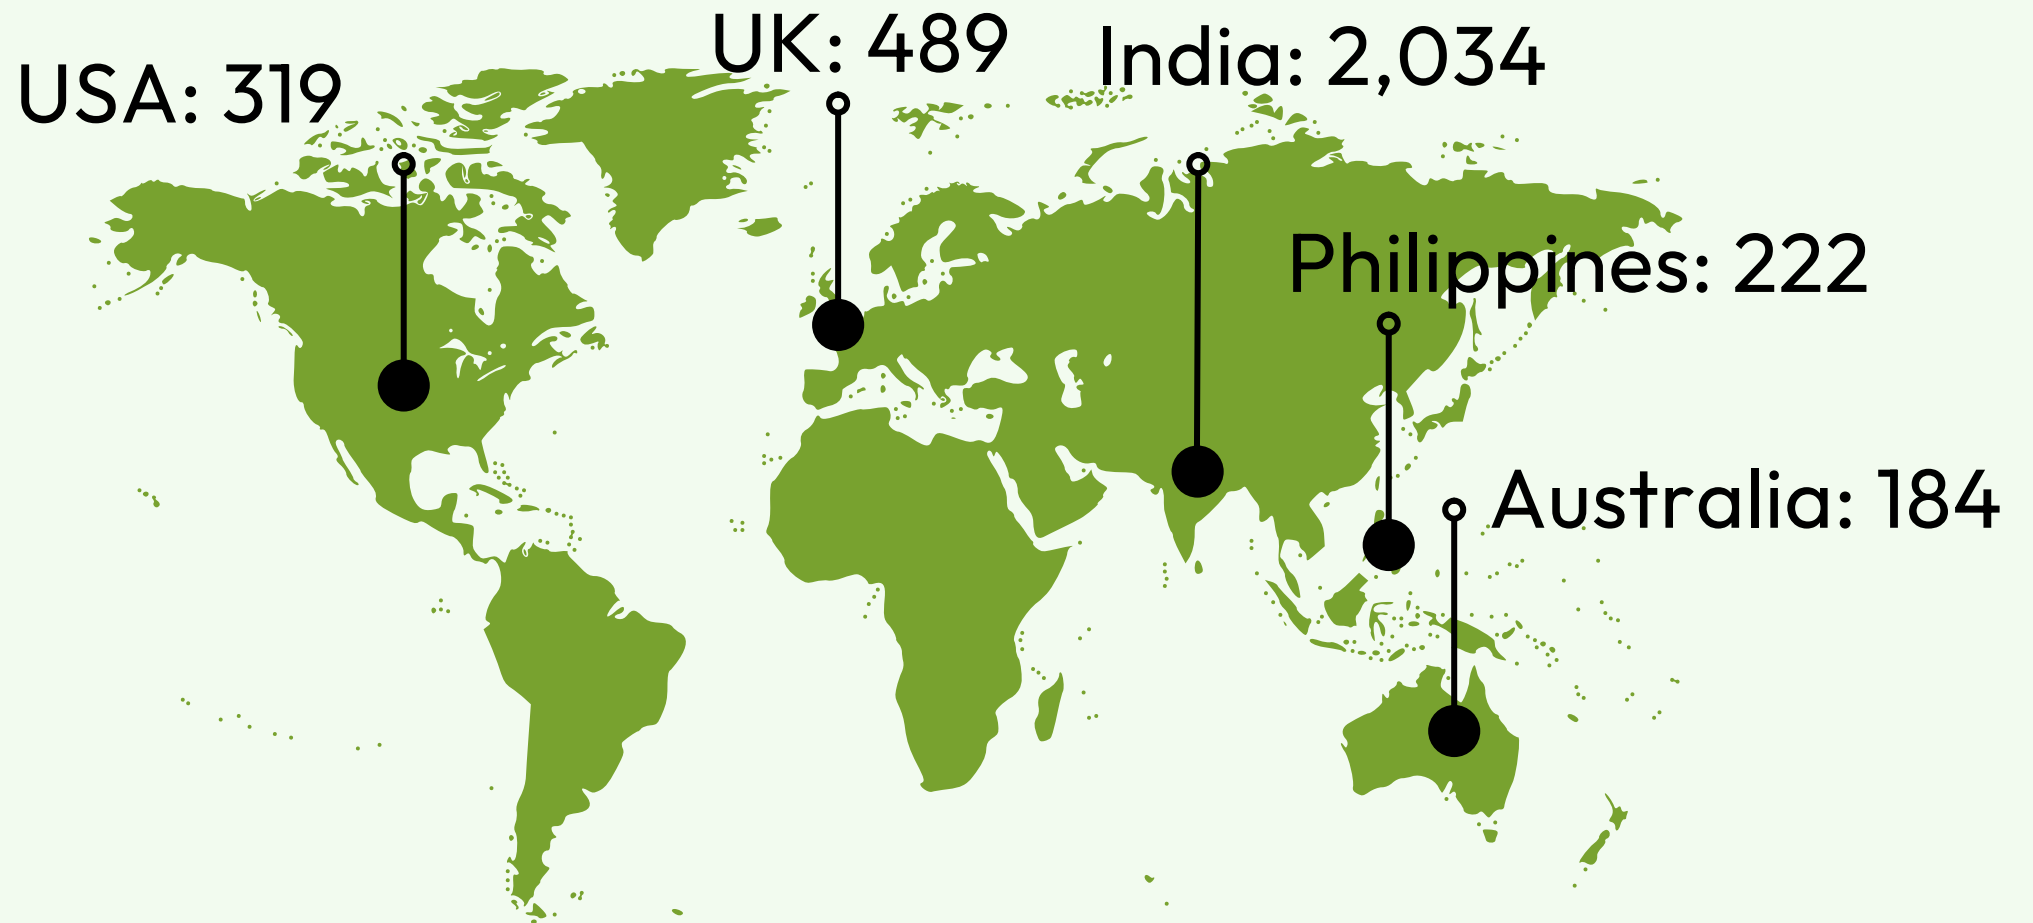 USA: 319
UK: 489
India: 2,034
Philippines: 222
Australia: 184